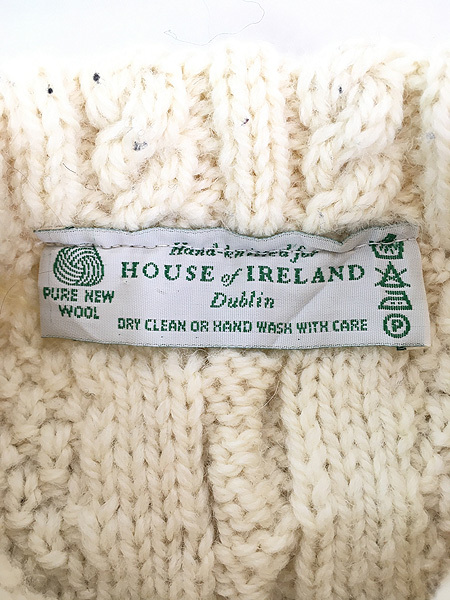 Hand-knitted for
HOUSE of IRELAND
Dublin
PURE NEW
WOOL
DRY CLEAN OR HAND WASH WITH CARE
P